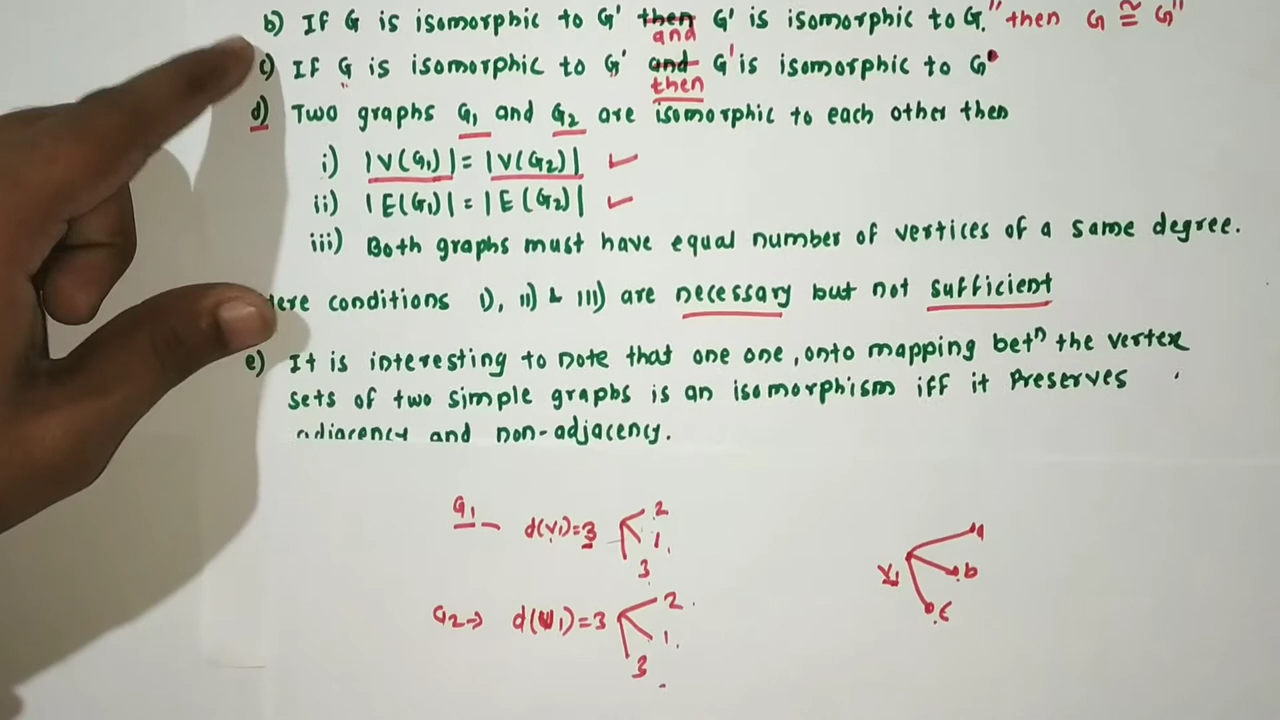 b) If G is isomorphic to G' then and G' is isomorphic to G." then G ≅ G"
c) If G is isomorphic to G' and then G' is isomorphic to G
d) Two graphs G1 and G2 are isomorphic to each other then
i) |V(G1)| = |V(G2)| ✓
ii) |E(G1)| = |E(G2)| ✓
iii) Both graphs must have equal number of vertices of a same degree.
ere conditions i), ii) & iii) are necessary but not sufficient
e) It is interesting to note that one one, onto mapping betn the vertex
sets of two simple graphs is an isomorphism iff it preserves
adjacency and non-adjacency.
G1 — d(v1)=3
2
1.
3
G2→ d(u1)=3
2.
1.
3
v1
a
b
c